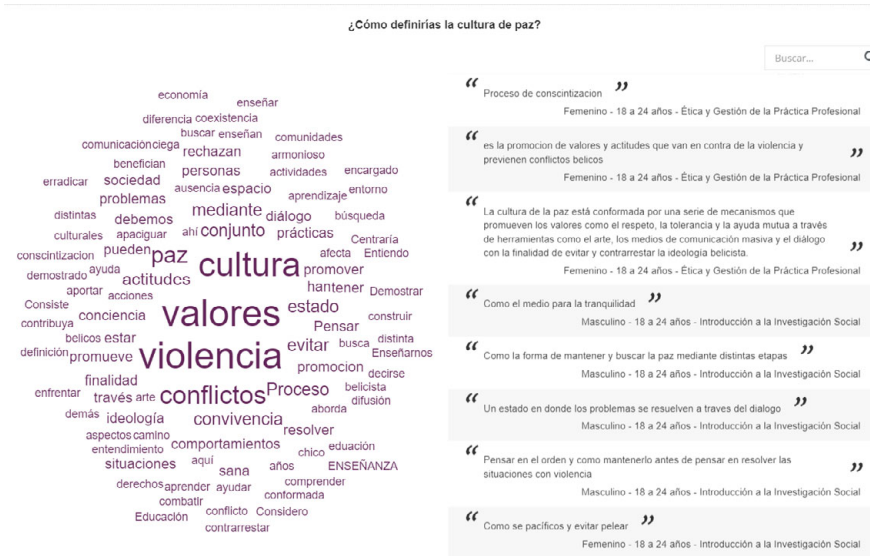 ¿Cómo definirías la cultura de paz?
Buscar...
economía
enseñar
diferencia coexistencia
buscar enseñan comunidades
comunicaciónciega rechazan armonioso
benefician personas actividades encargado
erradicar sociedad ausencia espacio aprendizaje entorno
problemas mediante
distintas debemos diálogo búsqueda
culturales apaciguar ahí conjunto prácticas Centraría
conscintizacion pueden paz cultura afecta Entiendo
demostrado ayuda actitudes promover
aportar acciones hantener Demostrar
Consiste conciencia valores estado construir
contribuya Pensar
belicos estar violencia evitar busca distinta
definición promueve promocion Enseñarnos
finalidad decirse
enfrentar través arte conflictos Proceso belicista
difusión
demás ideología convivencia aborda
aspectos camino resolver
entendimiento comportamientos chico eduación
situaciones aquí sana años ENSEÑANZA
derechos aprender ayudar comprender
combatir conformada
Educación conflicto Considero
contrarrestar
“ Proceso de conscintizacion ”
Femenino - 18 a 24 años - Ética y Gestión de la Práctica Profesional
“ es la promocion de valores y actitudes que van en contra de la violencia y
previenen conflictos belicos ”
Femenino - 18 a 24 años - Ética y Gestión de la Práctica Profesional
“ La cultura de la paz está conformada por una serie de mecanismos que
promueven los valores como el respeto, la tolerancia y la ayuda mutua a través
de herramientas como el arte, los medios de comunicación masiva y el diálogo
con la finalidad de evitar y contrarrestar la ideología belicista. ”
Femenino - 18 a 24 años - Ética y Gestión de la Práctica Profesional
“ Como el medio para la tranquilidad ”
Masculino - 18 a 24 años - Introducción a la Investigación Social
“ Como la forma de mantener y buscar la paz mediante distintas etapas ”
Masculino - 18 a 24 años - Introducción a la Investigación Social
“ Un estado en donde los problemas se resuelven a traves del dialogo ”
Masculino - 18 a 24 años - Introducción a la Investigación Social
“ Pensar en el orden y como mantenerlo antes de pensar en resolver las
situaciones con violencia ”
Masculino - 18 a 24 años - Introducción a la Investigación Social
“ Como se pacíficos y evitar pelear ”
Femenino - 18 a 24 años - Introducción a la Investigación Social